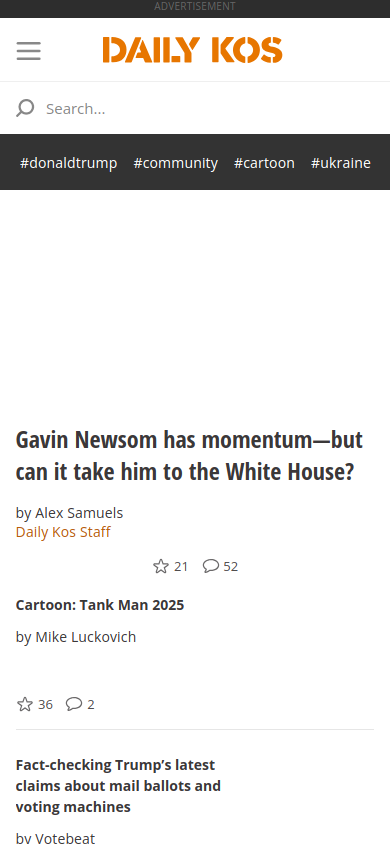 ADVERTISEMENT
DAILY KOS
Search...
#donaldtrump #community #cartoon #ukraine
Gavin Newsom has momentum—but
can it take him to the White House?
by Alex Samuels
Daily Kos Staff
21 52
Cartoon: Tank Man 2025
by Mike Luckovich
36 2
Fact-checking Trump’s latest
claims about mail ballots and
voting machines
by Votebeat